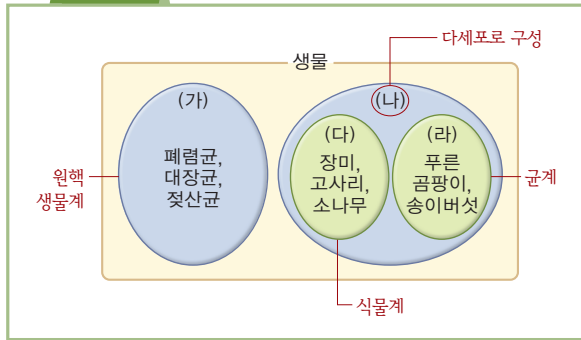 다세포로 구성
생물
(가)
(나)
폐렴균,
대장균,
젖산균
(다)
장미,
고사리,
소나무
(라)
푸른
곰팡이,
송이버섯
원핵
생물계
균계
식물계